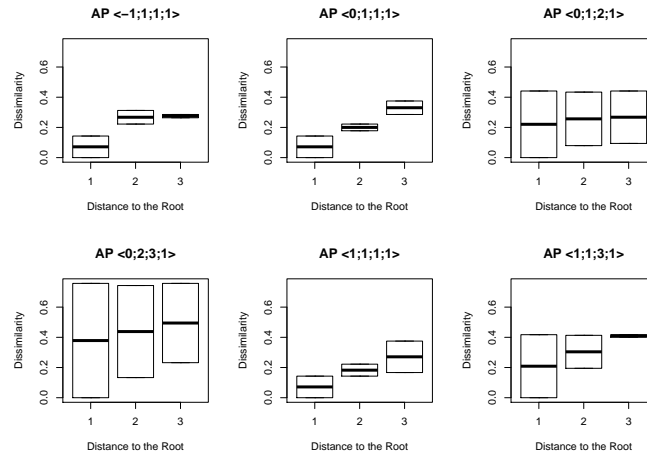 AP <−1;1;1;1>
Dissimilarity
0.0 0.2 0.4 0.6
1 2 3
Distance to the Root
AP <0;1;1;1>
Dissimilarity
0.0 0.2 0.4 0.6
1 2 3
Distance to the Root
AP <0;1;2;1>
Dissimilarity
0.0 0.2 0.4 0.6
1 2 3
Distance to the Root
AP <0;2;3;1>
Dissimilarity
0.0 0.2 0.4 0.6
1 2 3
Distance to the Root
AP <1;1;1;1>
Dissimilarity
0.0 0.2 0.4 0.6
1 2 3
Distance to the Root
AP <1;1;3;1>
Dissimilarity
0.0 0.2 0.4 0.6
1 2 3
Distance to the Root